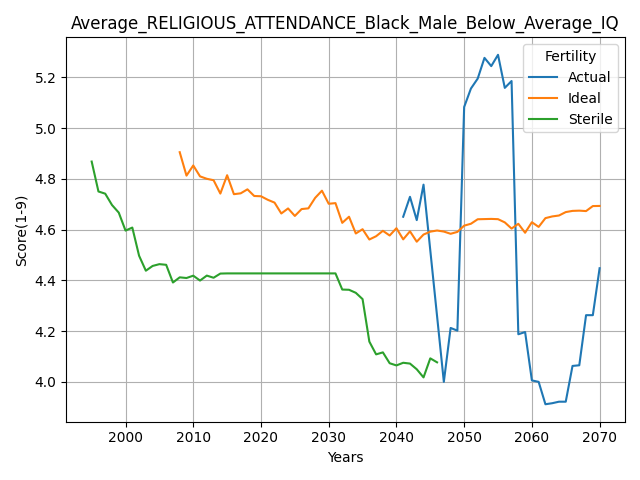 Average_RELIGIOUS_ATTENDANCE_Black_Male_Below_Average_IQ
Fertility
Actual
Ideal
Sterile
Score(1-9)
5.2
5.0
4.8
4.6
4.4
4.2
4.0
2000 2010 2020 2030 2040 2050 2060 2070
Years